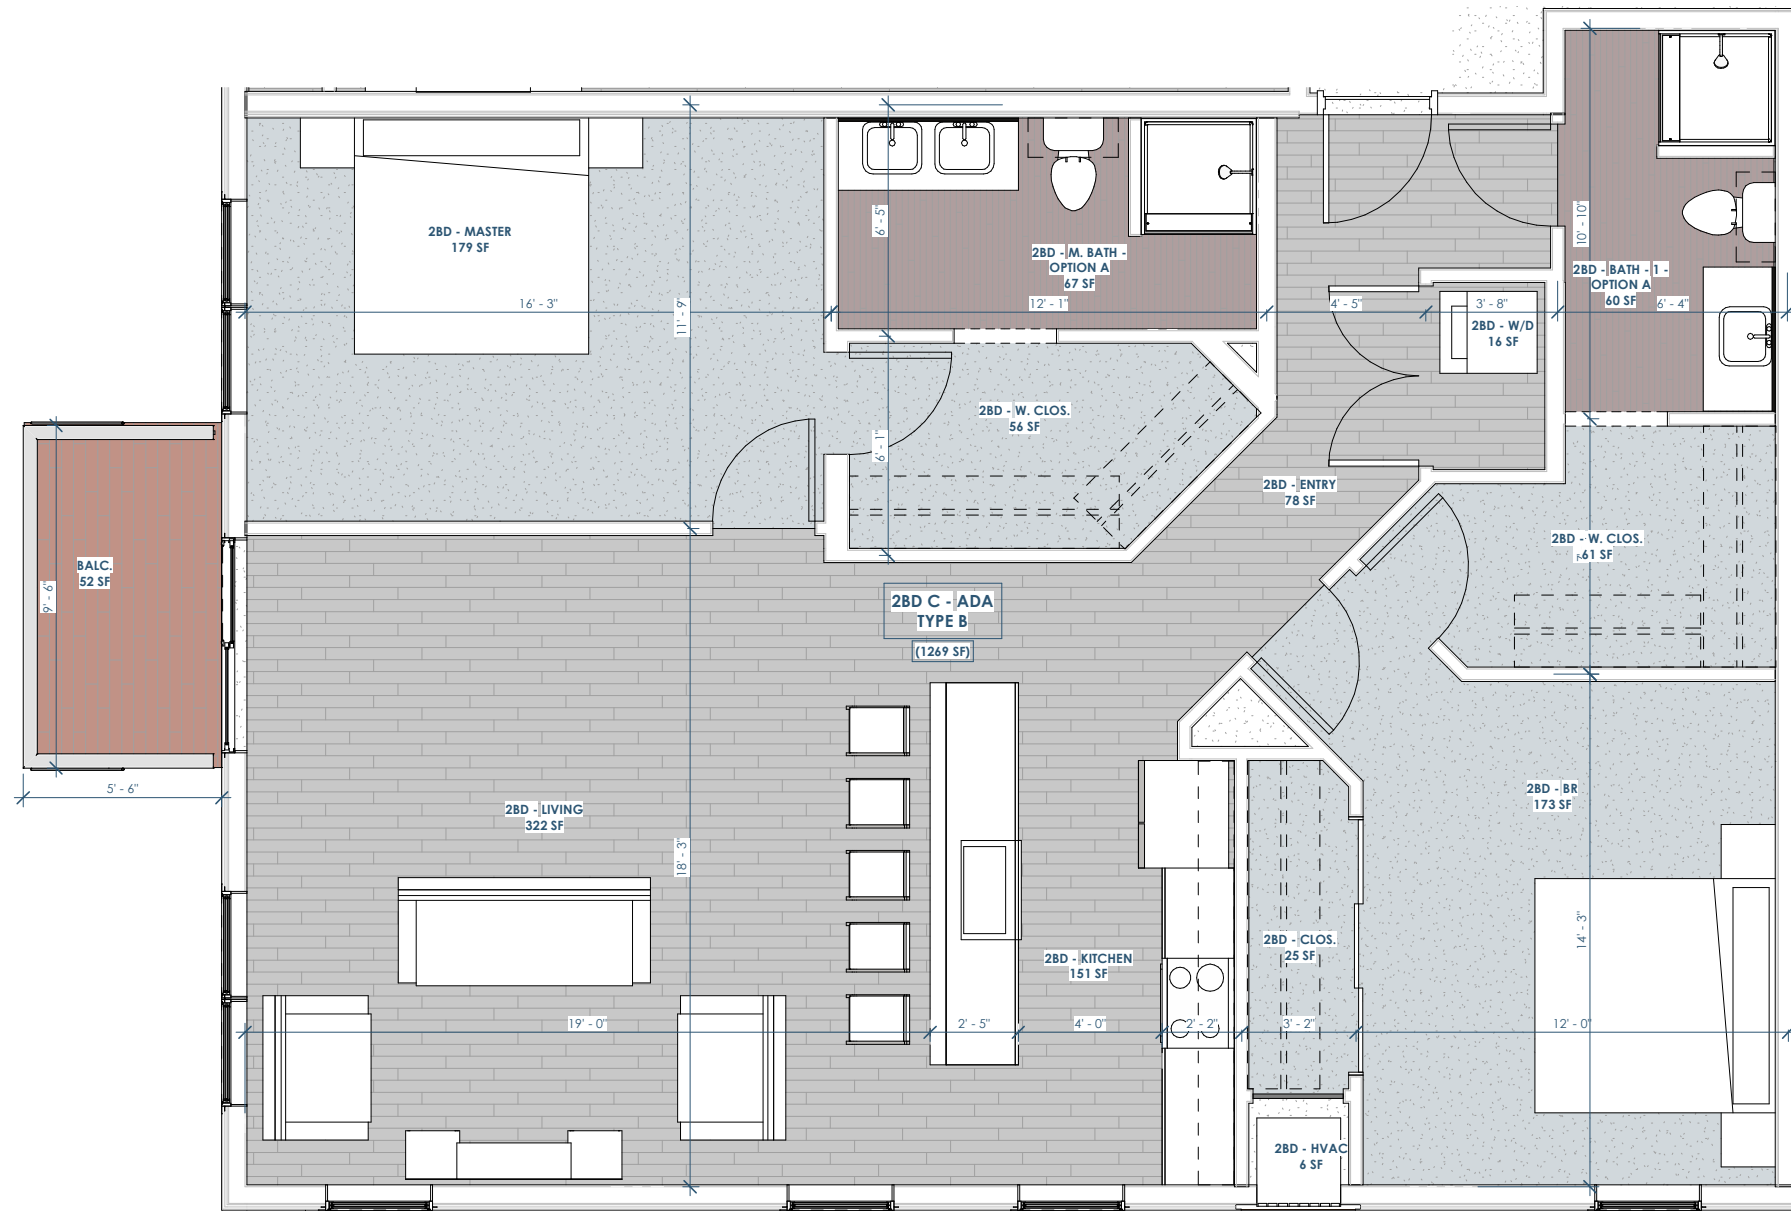 2BD - MASTER
179 SF
2BD - M. BATH -
OPTION A
67 SF
2BD - BATH - 1 -
OPTION A
60 SF
16' - 3"
11' - 9"
6' - 5"
12' - 1"
4' - 5"
3' - 8"
6' - 4"
10' - 10"
2BD - W/D
16 SF
2BD - W. CLOS.
56 SF
6' - 1"
2BD - ENTRY
78 SF
2BD - W. CLOS.
61 SF
BALC.
52 SF
9' - 6"
5' - 6"
2BD C - ADA
TYPE B
(1269 SF)
2BD - LIVING
322 SF
18' - 3"
2BD - BR
173 SF
14' - 3"
2BD - KITCHEN
151 SF
2BD - CLOS.
25 SF
19' - 0"
2' - 5"
4' - 0"
2' - 2"
3' - 2"
12' - 0"
2BD - HVAC
6 SF